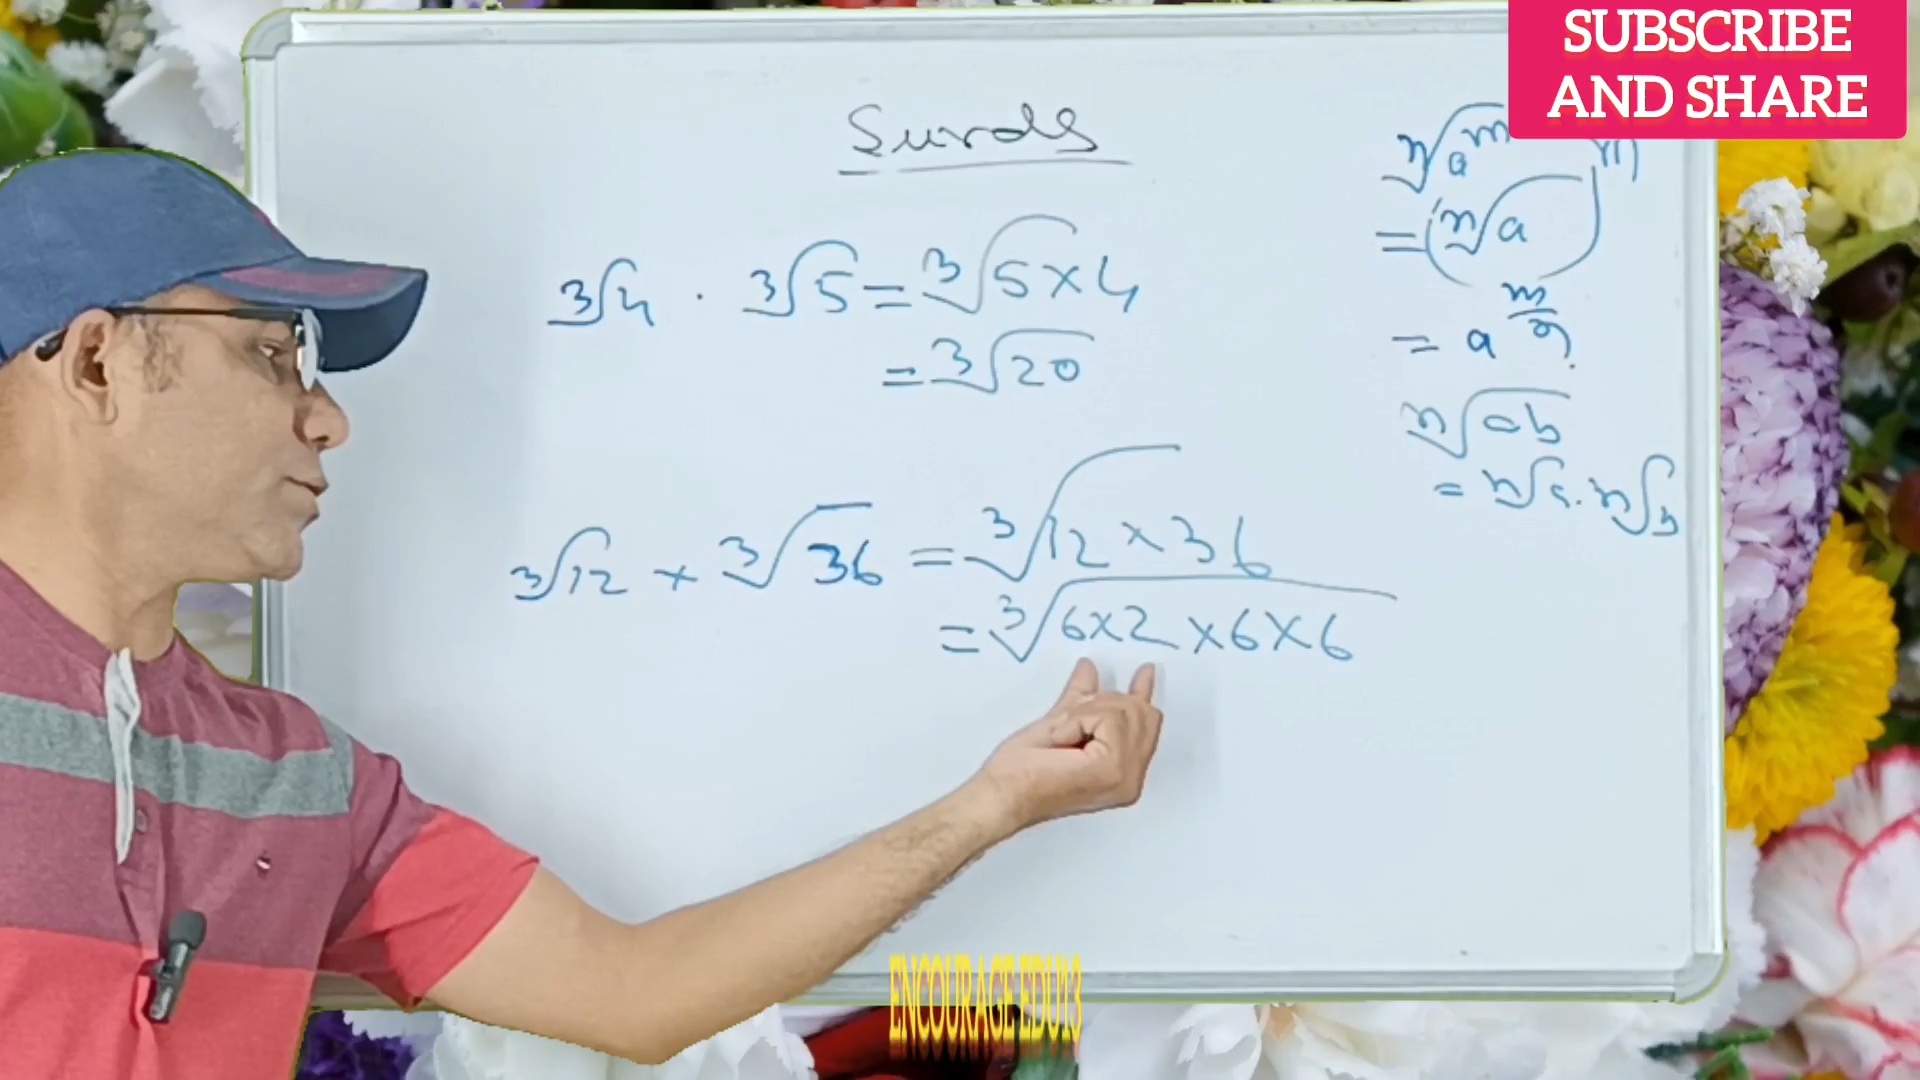 SUBSCRIBE
AND SHARE
Surds
∛4 · ∛5 = ∛5×4
= ∛20
∛12 × ∛36 = ∛12×36
= ∛6×2×6×6
ⁿ√a^m
= (ⁿ√a)^m
= a^(m/n).
ⁿ√ab
= ⁿ√a · ⁿ√b
ENCOURAGE EDU13